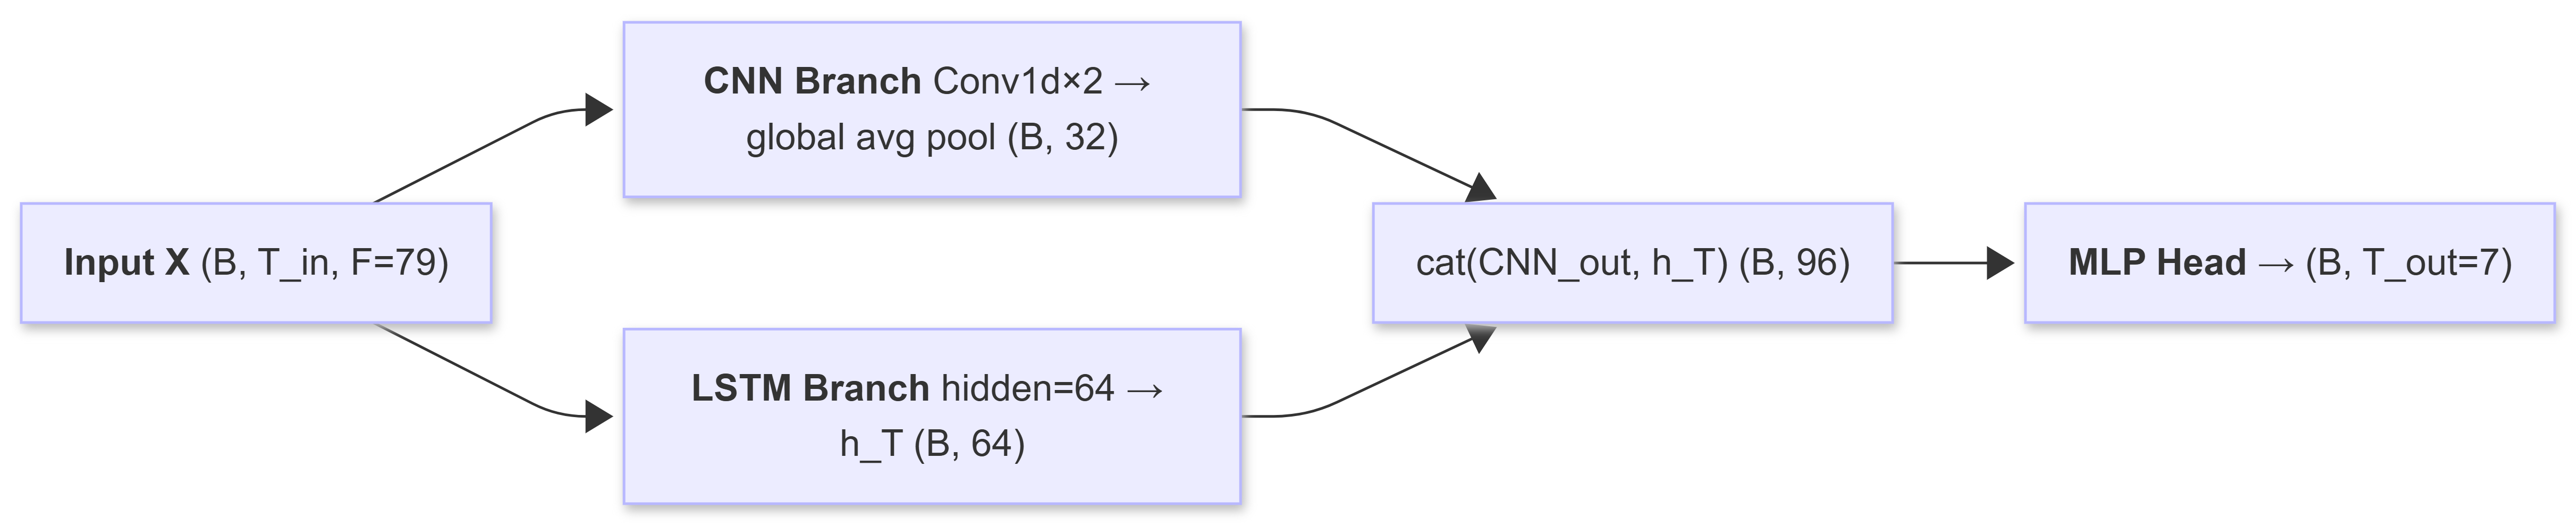 Input X (B, T_in, F=79)
CNN Branch Conv1d×2 →
global avg pool (B, 32)
LSTM Branch hidden=64 →
h_T (B, 64)
cat(CNN_out, h_T) (B, 96)
MLP Head → (B, T_out=7)